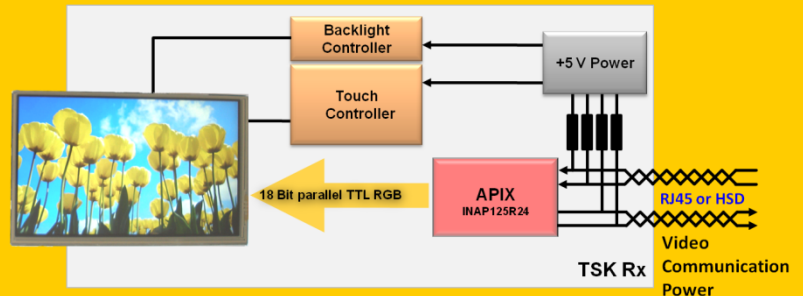 Backlight
Controller
+5 V Power
Touch
Controller
18 Bit parallel TTL RGB
APIX
INAP125R24
RJ45 or HSD
TSK Rx
Video
Communication
Power